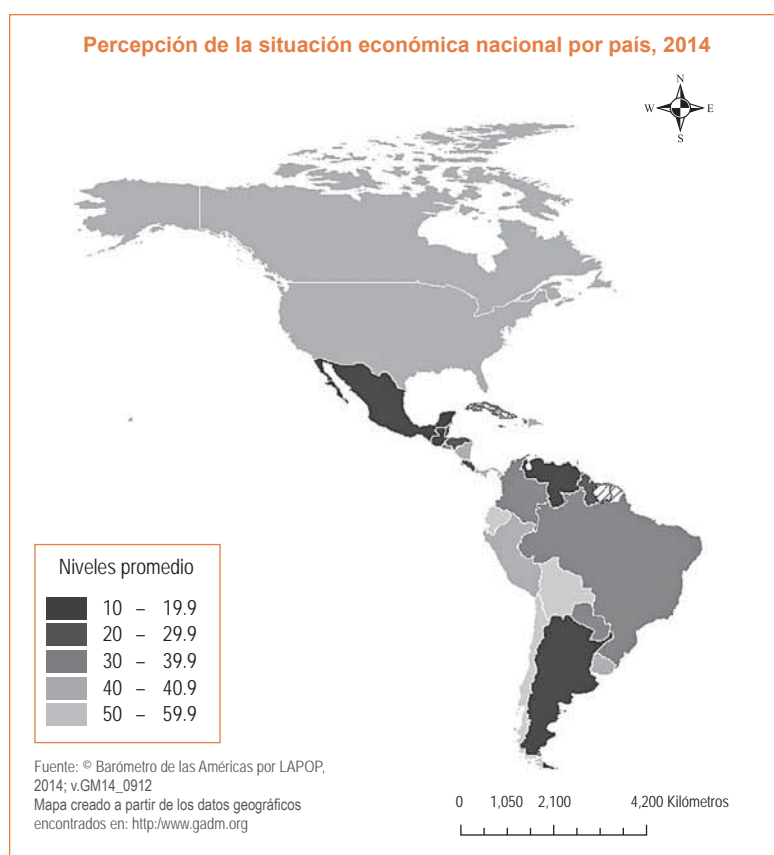 Percepción de la situación económica nacional por país, 2014
N
W E
S
Niveles promedio
10 – 19.9
20 – 29.9
30 – 39.9
40 – 40.9
50 – 59.9
Fuente: © Barómetro de las Américas por LAPOP,
2014; v.GM14_0912
Mapa creado a partir de los datos geográficos
encontrados en: http:/www.gadm.org
0 1,050 2,100 4,200 Kilómetros